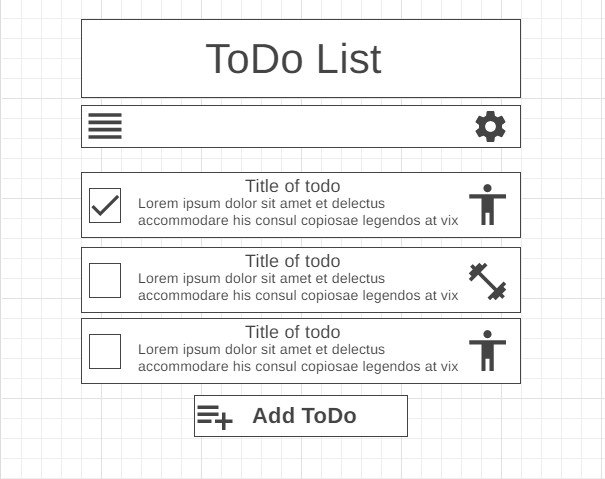 ToDo List
Title of todo
Lorem ipsum dolor sit amet et delectus
accommodare his consul copiosae legendos at vix
Title of todo
Lorem ipsum dolor sit amet et delectus
accommodare his consul copiosae legendos at vix
Title of todo
Lorem ipsum dolor sit amet et delectus
accommodare his consul copiosae legendos at vix
Add ToDo